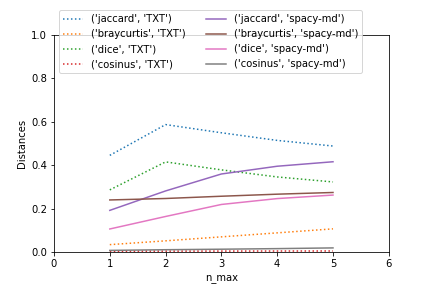 ('jaccard', 'TXT')
('braycurtis', 'TXT')
('dice', 'TXT')
('cosinus', 'TXT')
('jaccard', 'spacy-md')
('braycurtis', 'spacy-md')
('dice', 'spacy-md')
('cosinus', 'spacy-md')
1.0
0.8
0.6
0.4
0.2
0.0
Distances
0 1 2 3 4 5 6
n_max